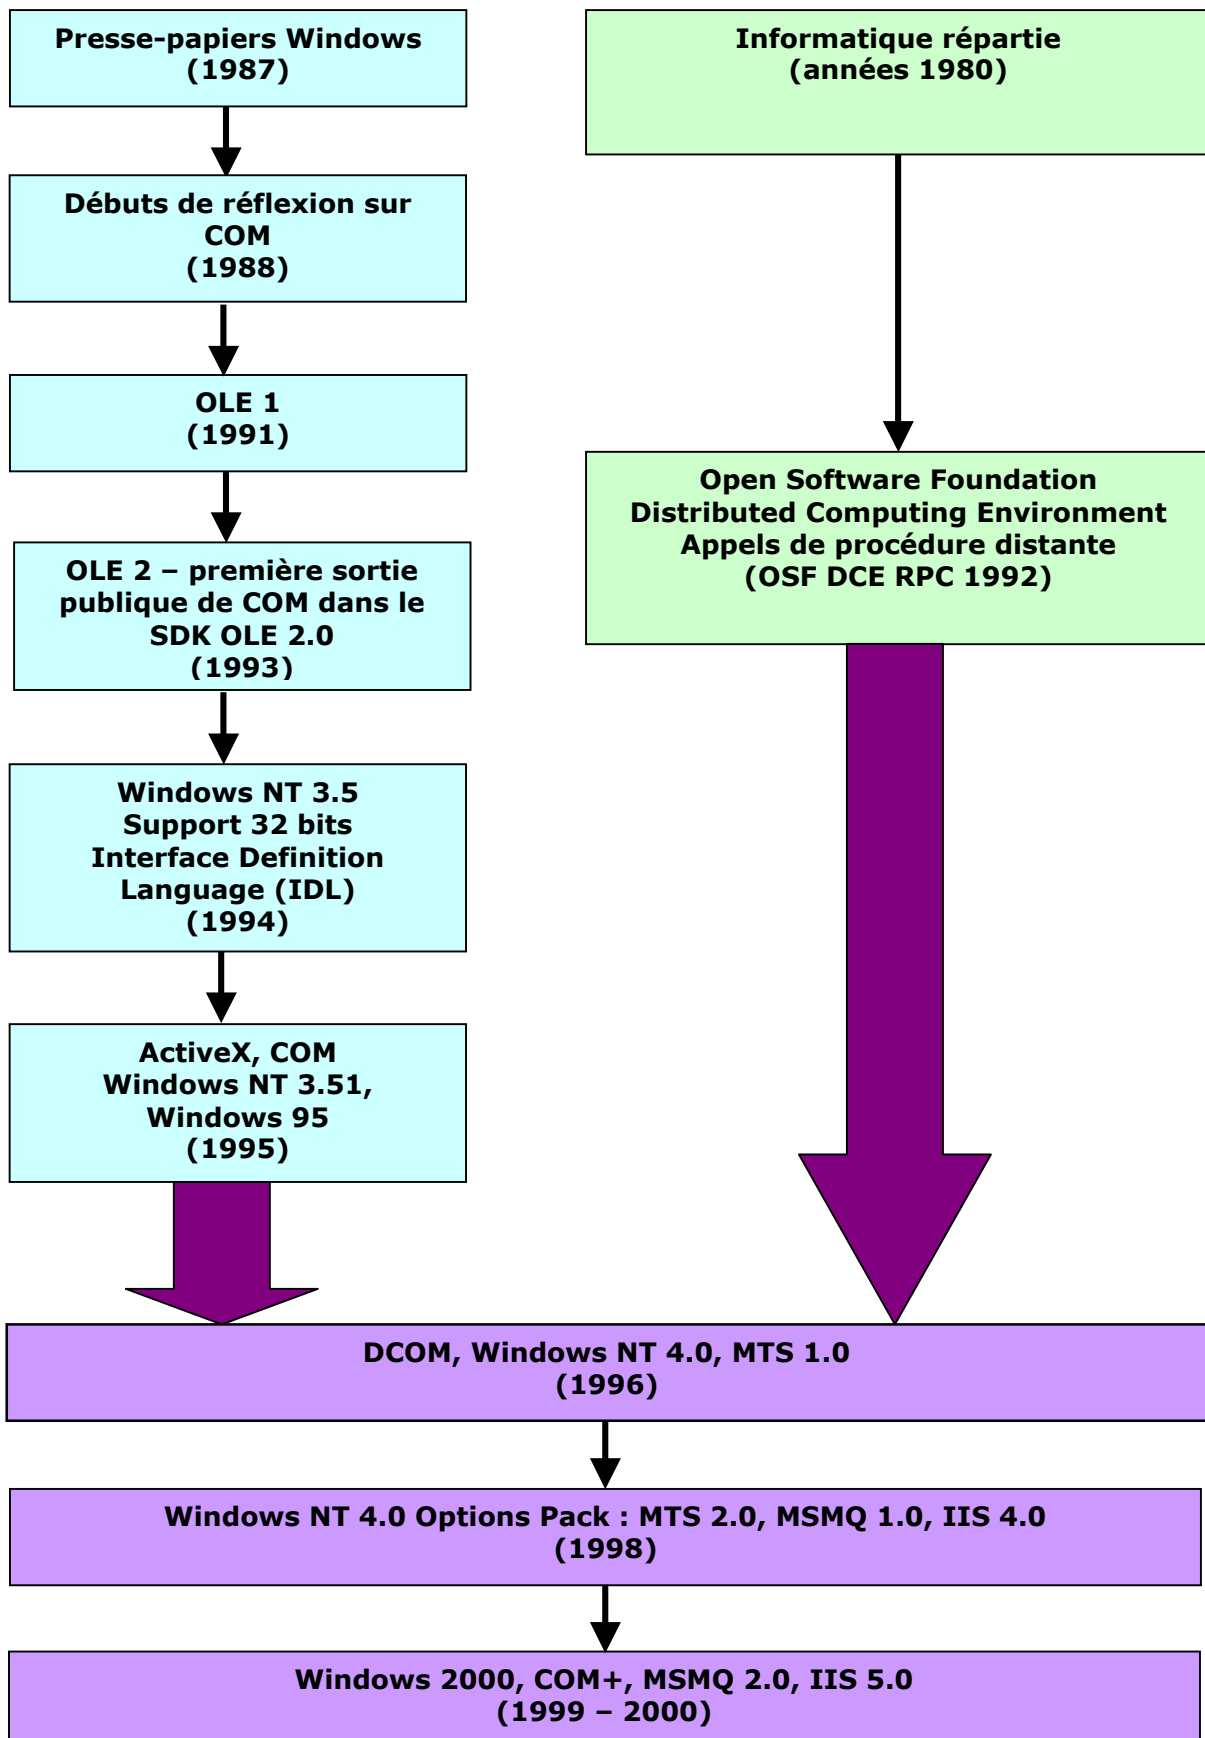 Presse-papiers Windows
(1987)
Informatique répartie
(années 1980)
Débuts de réflexion sur
COM
(1988)
OLE 1
(1991)
Open Software Foundation
Distributed Computing Environment
Appels de procédure distante
(OSF DCE RPC 1992)
OLE 2 – première sortie
publique de COM dans le
SDK OLE 2.0
(1993)
Windows NT 3.5
Support 32 bits
Interface Definition
Language (IDL)
(1994)
ActiveX, COM
Windows NT 3.51,
Windows 95
(1995)
DCOM, Windows NT 4.0, MTS 1.0
(1996)
Windows NT 4.0 Options Pack : MTS 2.0, MSMQ 1.0, IIS 4.0
(1998)
Windows 2000, COM+, MSMQ 2.0, IIS 5.0
(1999 – 2000)